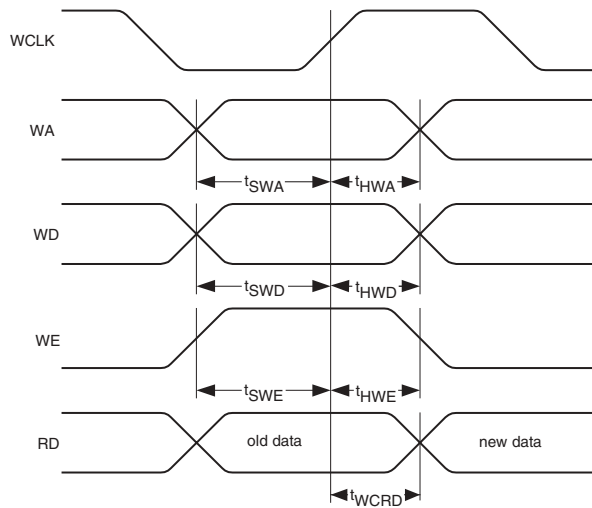 WCLK
WA
tSWA tHWA
WD
tSWD tHWD
WE
tSWE tHWE
RD old data new data
tWCRD